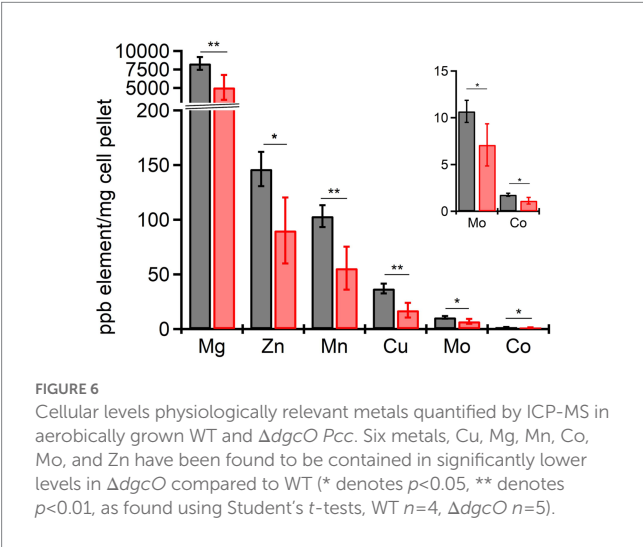 10000
7500
5000
200
150
100
50
0
ppb element/mg cell pellet
**
*
**
**
*
*
Mg Zn Mn Cu Mo Co
15
10
5
0
*
*
Mo Co
FIGURE 6
Cellular levels physiologically relevant metals quantified by ICP-MS in
aerobically grown WT and ΔdgcO Pcc. Six metals, Cu, Mg, Mn, Co,
Mo, and Zn have been found to be contained in significantly lower
levels in ΔdgcO compared to WT (* denotes p<0.05, ** denotes
p<0.01, as found using Student’s t-tests, WT n=4, ΔdgcO n=5).